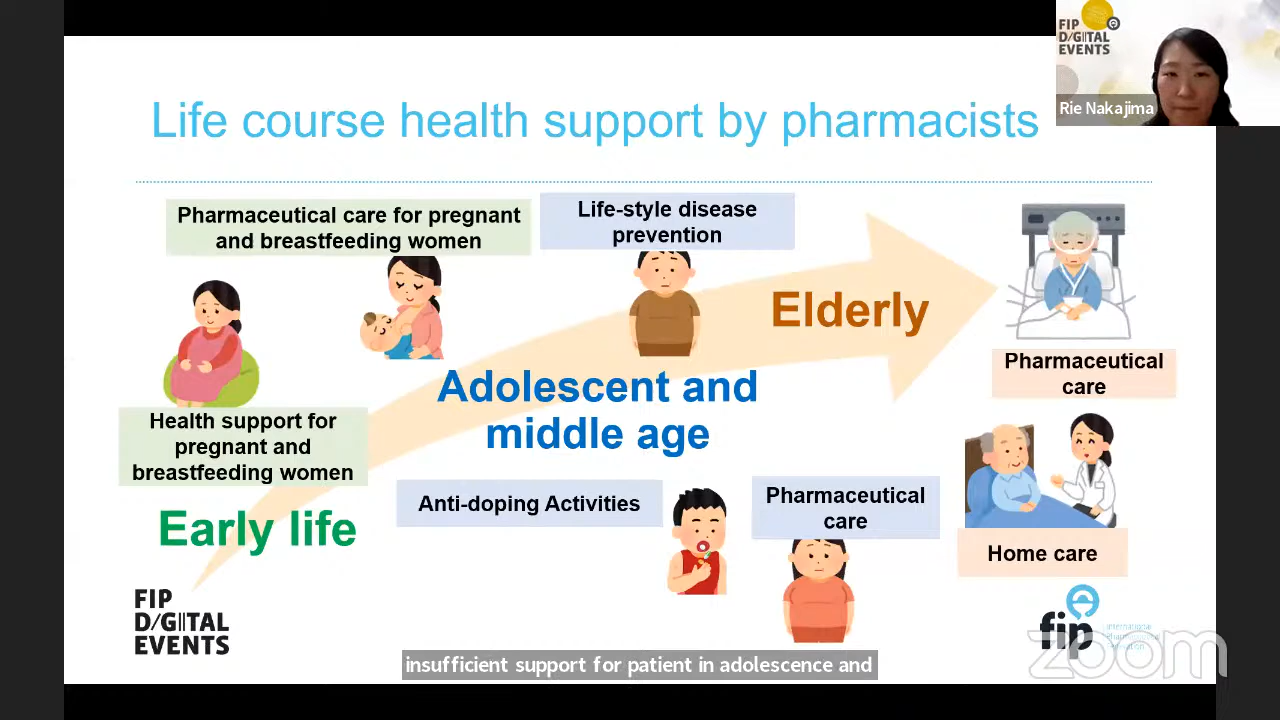 FIP
D/GIITAL
EVENTS
Rie Nakajima
Life course health support by pharmacists
Pharmaceutical care for pregnant
and breastfeeding women
Life-style disease
prevention
Elderly
Pharmaceutical
care
Adolescent and
middle age
Health support for
pregnant and
breastfeeding women
Anti-doping Activities
Pharmaceutical
care
Home care
Early life
FIP
D/GIITAL
EVENTS
fip
International
Pharmaceutical
Federation
zoom
insufficient support for patient in adolescence and